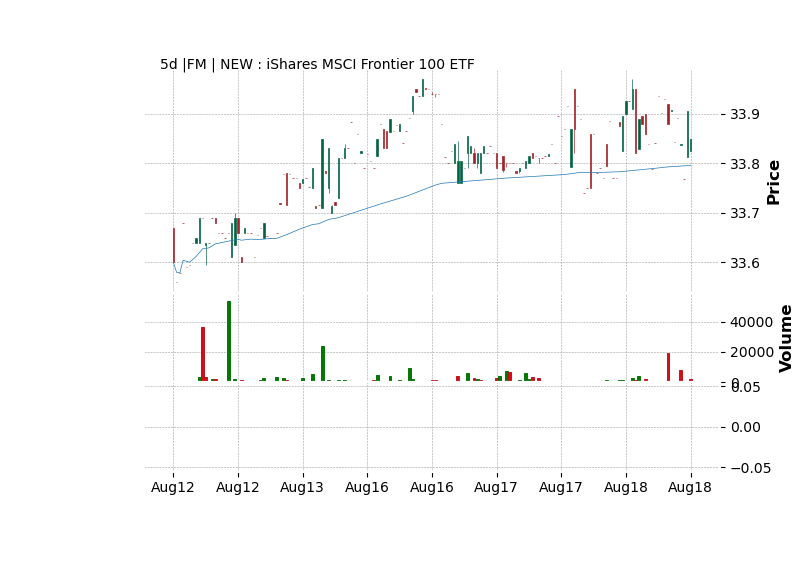 5d |FM | NEW : iShares MSCI Frontier 100 ETF
33.9
33.8
33.7
33.6
Price
40000
20000
0
Volume
0.05
0.00
−0.05
Aug12 Aug12 Aug13 Aug16 Aug16 Aug17 Aug17 Aug18 Aug18